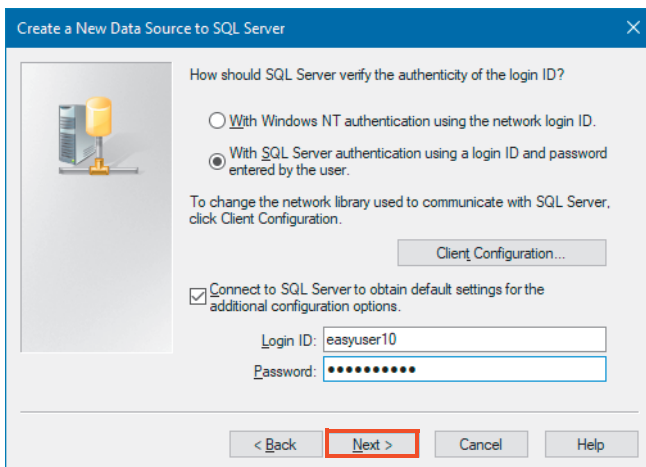 Create a New Data Source to SQL Server
How should SQL Server verify the authenticity of the login ID?
With Windows NT authentication using the network login ID.
With SQL Server authentication using a login ID and password
entered by the user.
To change the network library used to communicate with SQL Server,
click Client Configuration.
Client Configuration...
Connect to SQL Server to obtain default settings for the
additional configuration options.
Login ID: easyuser10
Password: ●●●●●●●●●●
< Back Next > Cancel Help